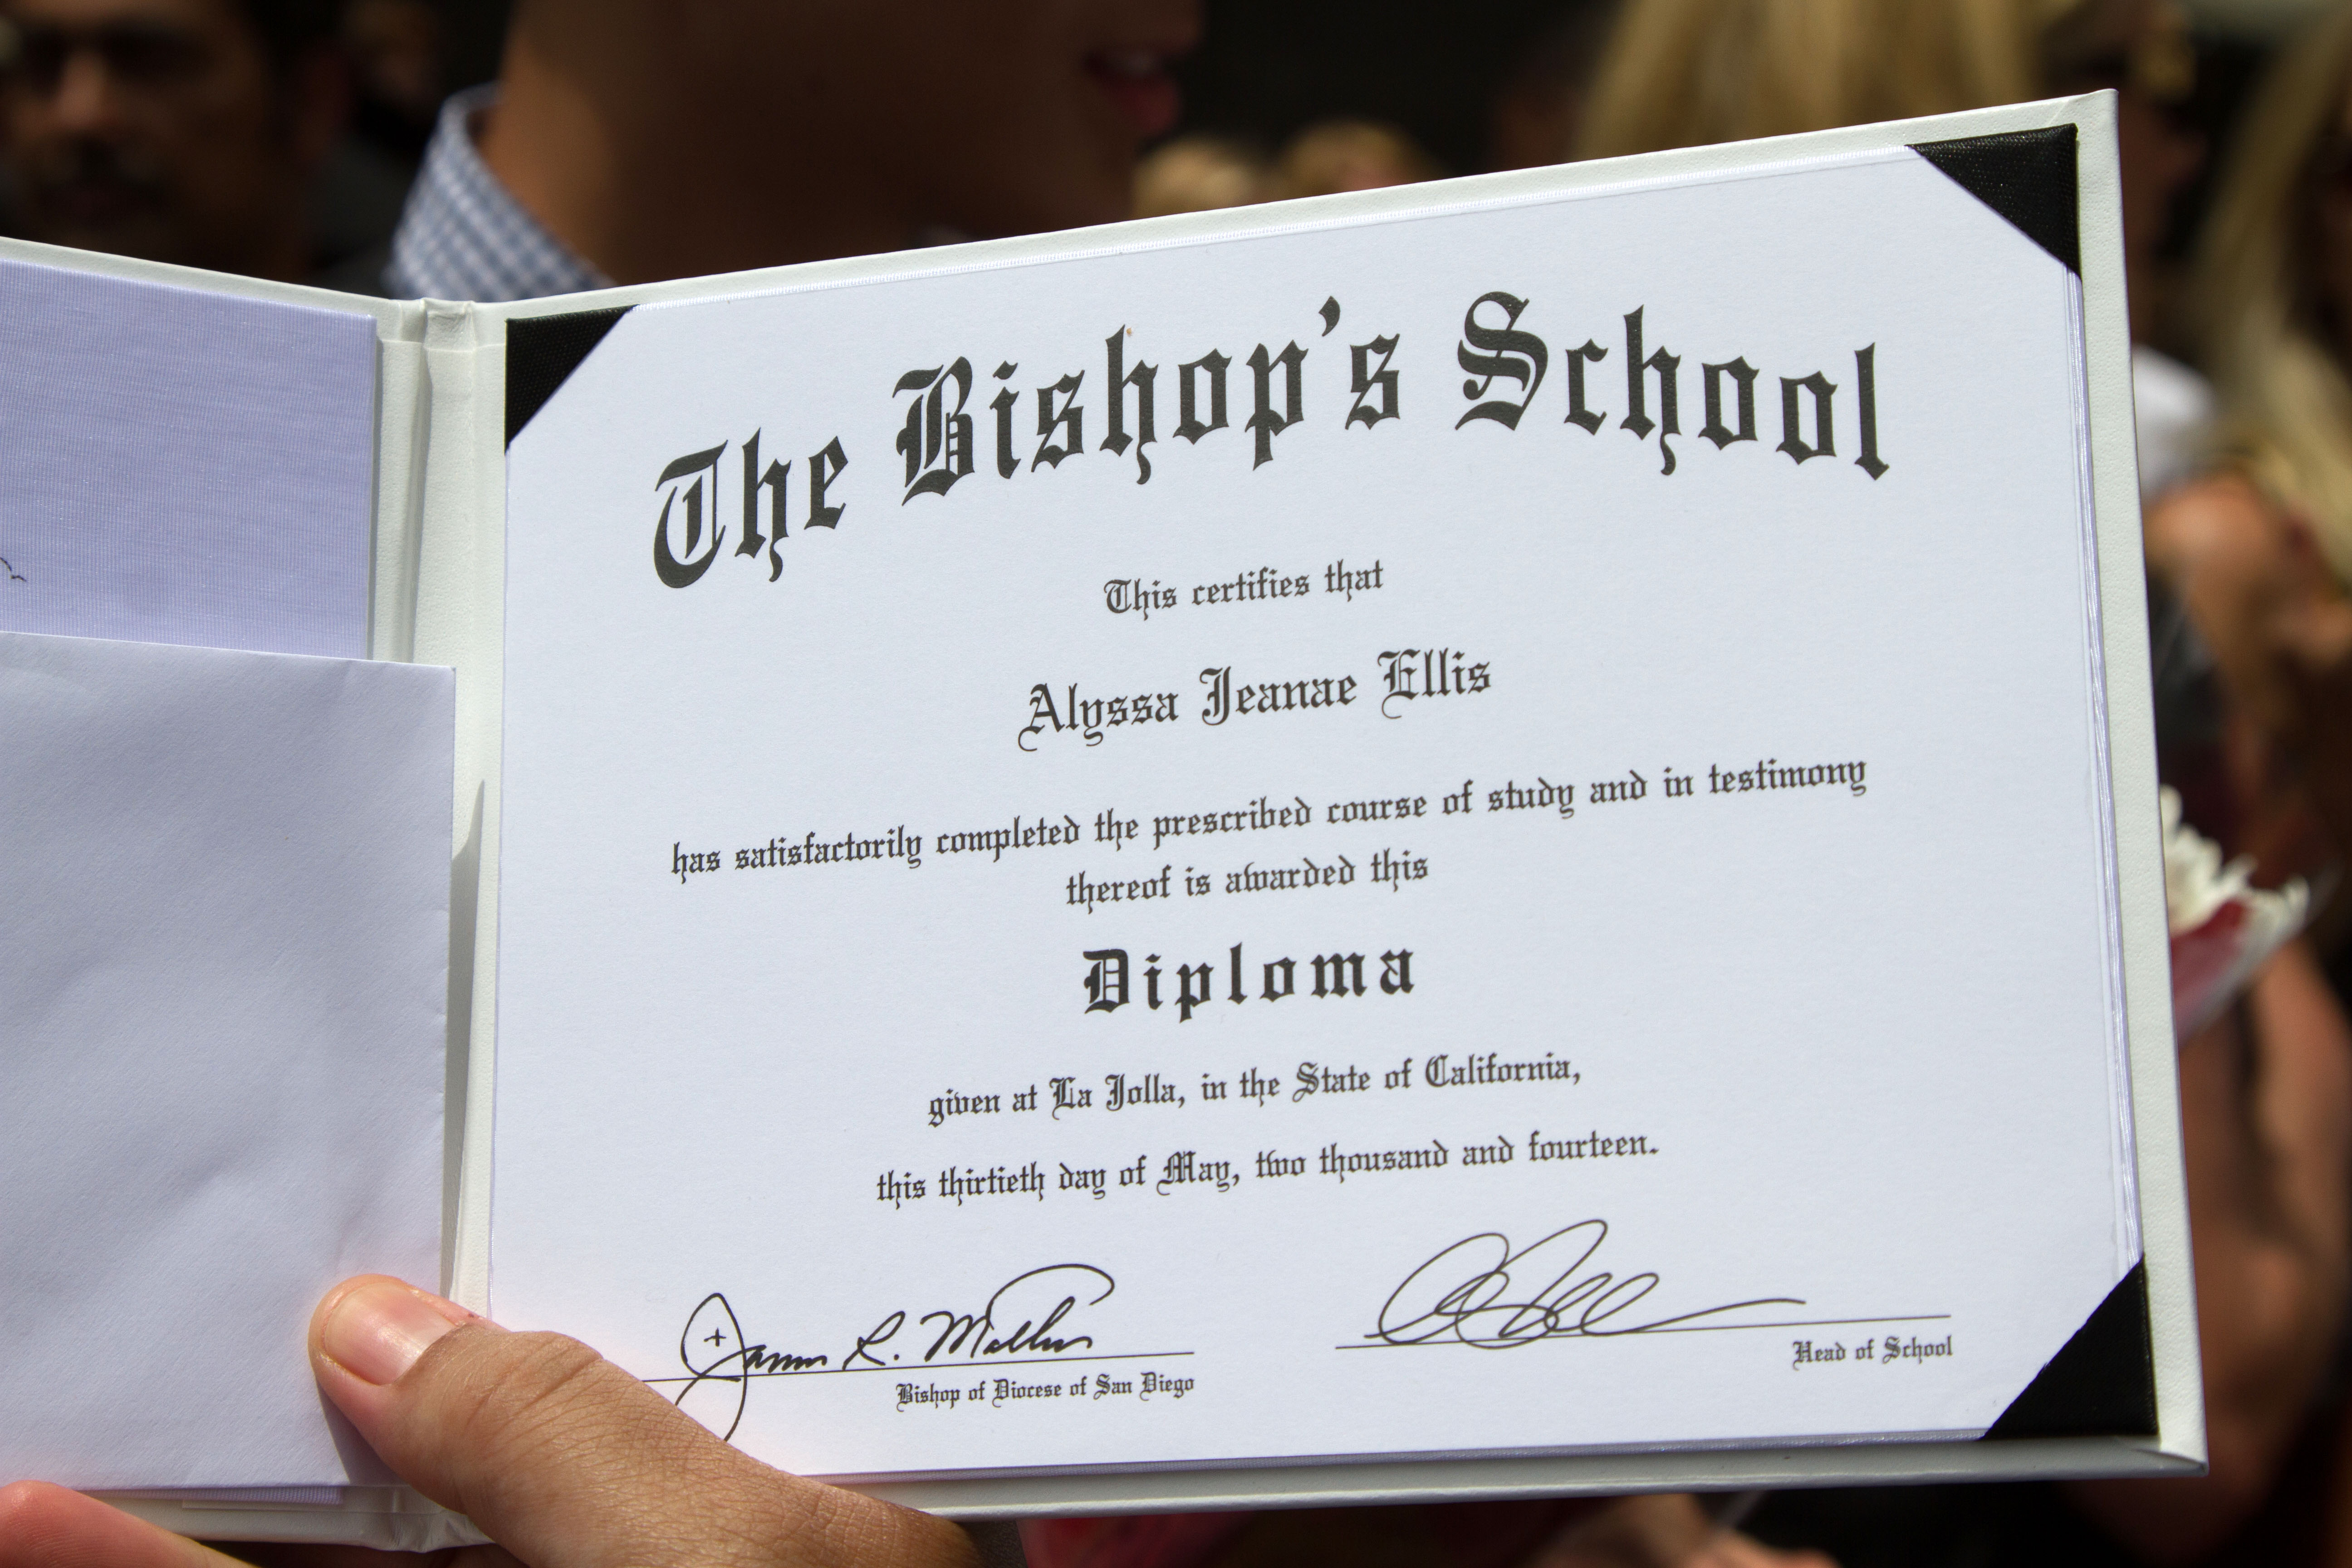 The Bishop's School
This certifies that
Alyssa Jeanae Ellis
has satisfactorily completed the prescribed course of study and in testimony
thereof is awarded this
Diploma
given at La Jolla, in the State of California,
this thirtieth day of May, two thousand and fourteen.
James R. Mathes
Bishop of Diocese of San Diego
Head of School